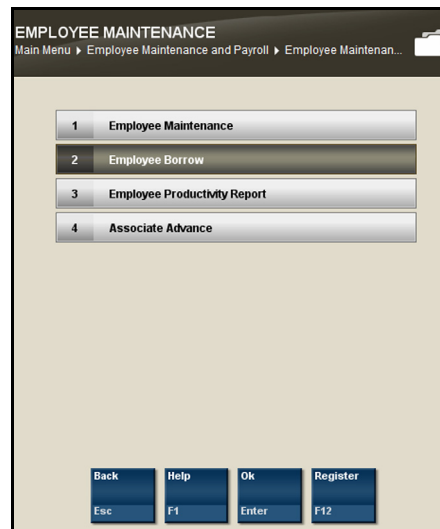 EMPLOYEE MAINTENANCE
Main Menu ▶ Employee Maintenance and Payroll ▶ Employee Maintenan...
1 Employee Maintenance
2 Employee Borrow
3 Employee Productivity Report
4 Associate Advance
Back Help Ok Register
Esc F1 Enter F12